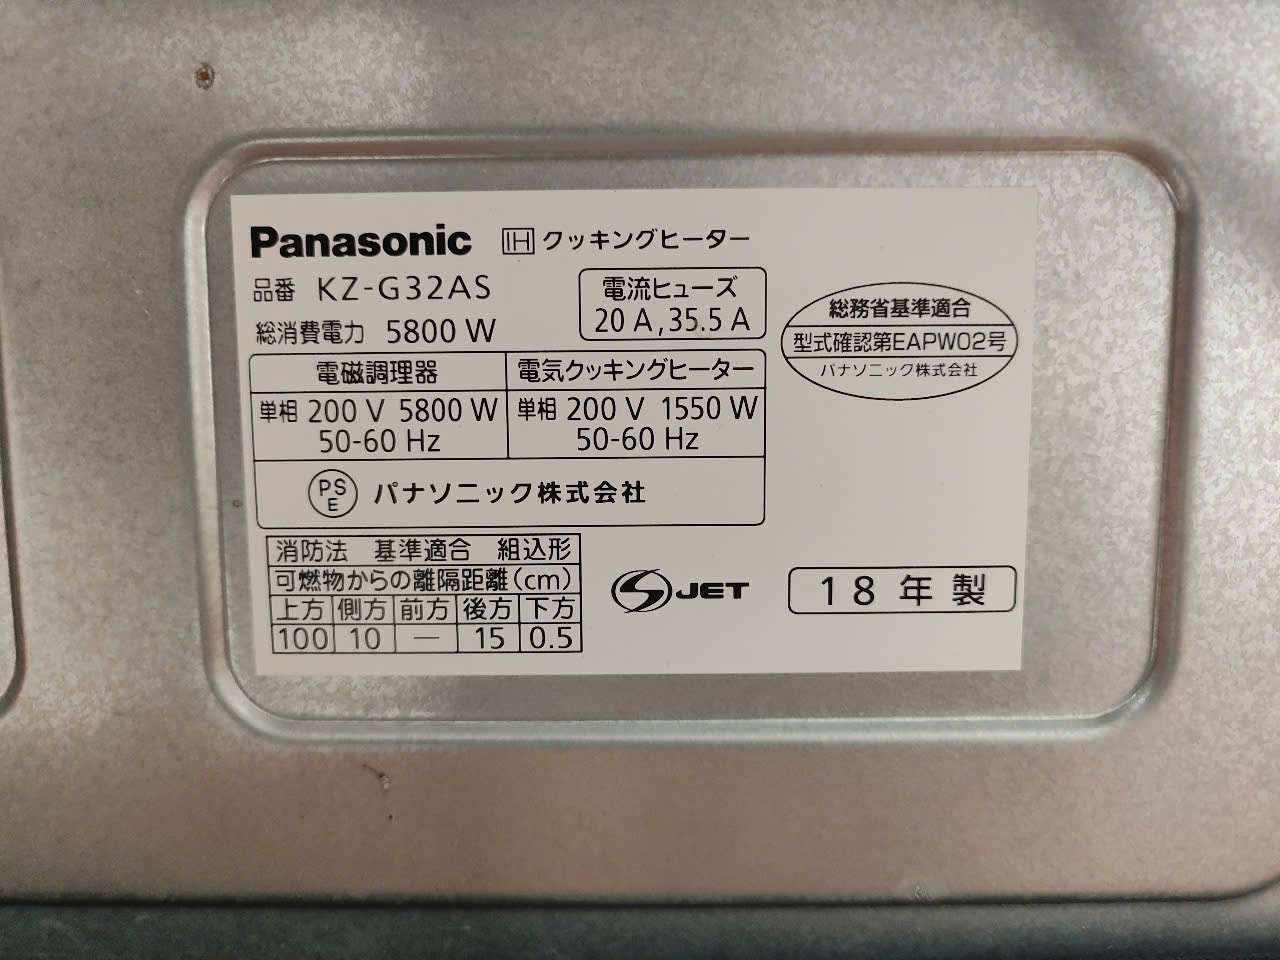 Panasonic IH クッキングヒーター
品番 KZ-G32AS
総消費電力 5800 W
電流ヒューズ
20 A,35.5 A
総務省基準適合
型式確認第EAPW02号
パナソニック株式会社
電磁調理器 電気クッキングヒーター
単相 200 V 5800 W 単相 200 V 1550 W
50-60 Hz 50-60 Hz
PS
E パナソニック株式会社
消防法 基準適合 組込形
可燃物からの離隔距離(cm)
上方 側方 前方 後方 下方
100 10 — 15 0.5
S JET
18年製